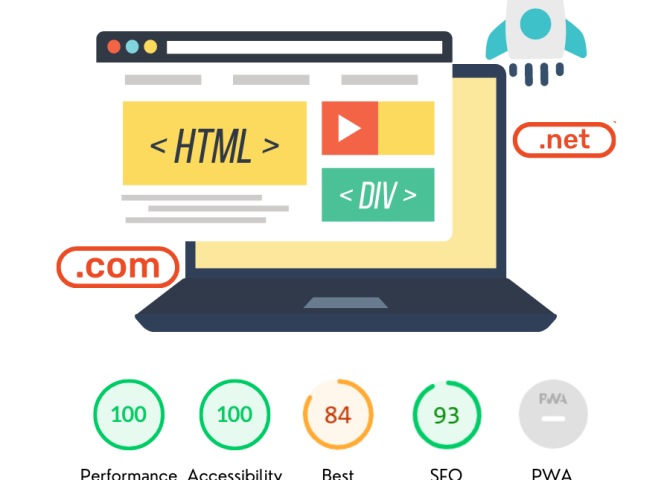 < HTML >
.net
< DIV >
.com
100
100
84
93
PWA
Performance
Accessibility
Best
SEO
PWA